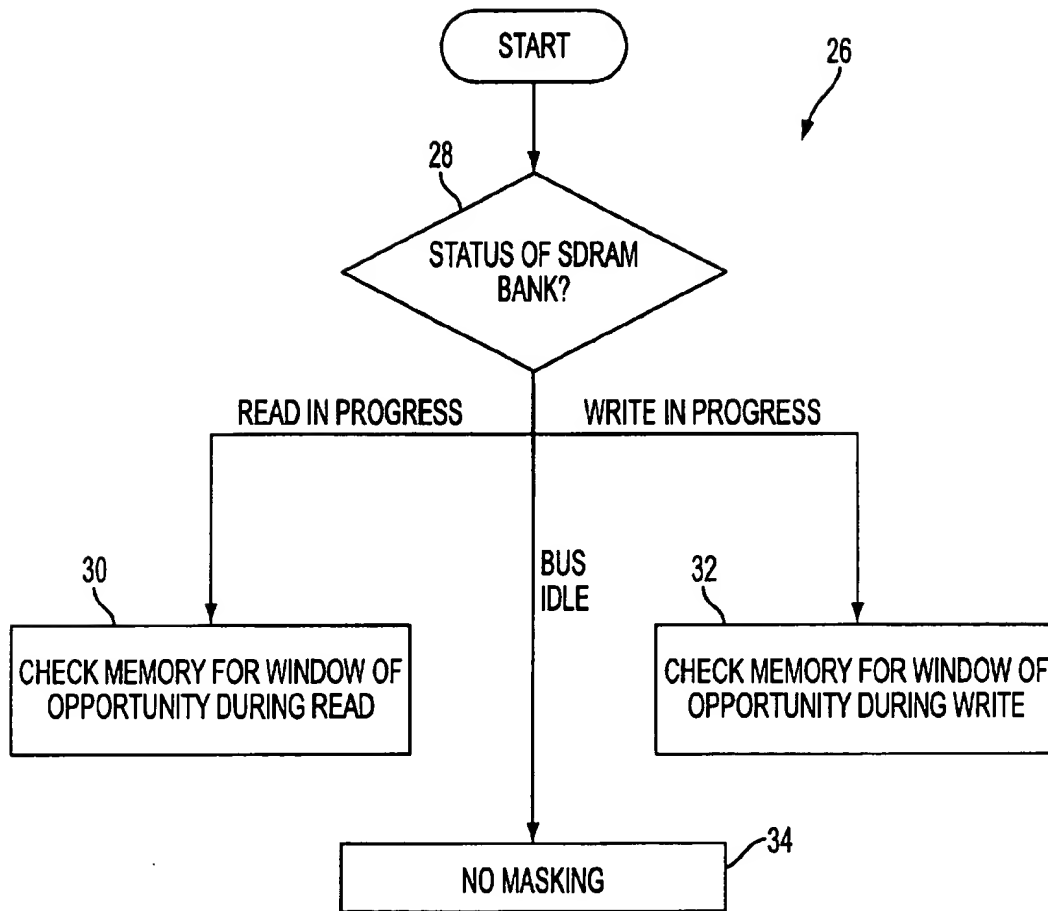 START
26
28
STATUS OF SDRAM
BANK?
READ IN PROGRESS
WRITE IN PROGRESS
BUS
IDLE
30
32
CHECK MEMORY FOR WINDOW OF
OPPORTUNITY DURING READ
CHECK MEMORY FOR WINDOW OF
OPPORTUNITY DURING WRITE
34
NO MASKING